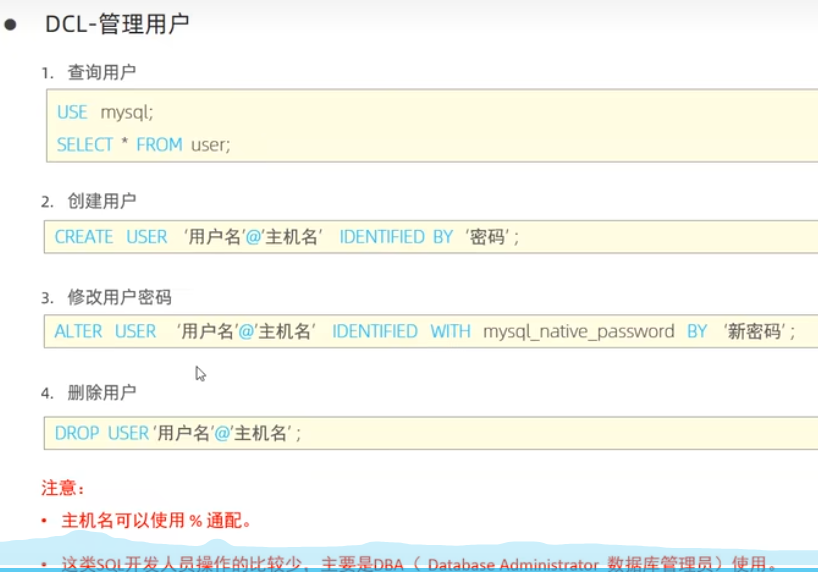 ● DCL-管理用户
1. 查询用户
USE mysql;
SELECT * FROM user;
2. 创建用户
CREATE USER '用户名'@'主机名' IDENTIFIED BY '密码' ;
3. 修改用户密码
ALTER USER '用户名'@'主机名' IDENTIFIED WITH mysql_native_password BY '新密码' ;
4. 删除用户
DROP USER '用户名'@'主机名' ;
注意：
• 主机名可以使用 % 通配。
• 这类SQL开发人员操作的比较少，主要是DBA（ Database Administrator 数据库管理员）使用。